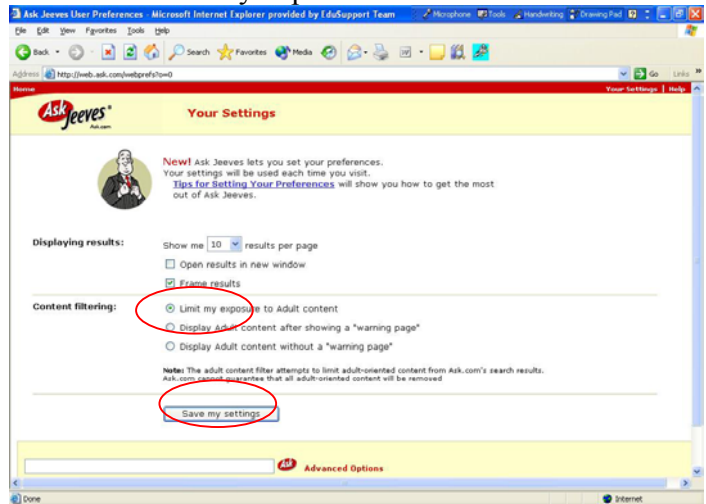 Ask Jeeves User Preferences - Microsoft Internet Explorer provided by EduSupport Team
Microphone Tools Handwriting Drawing Pad
File Edit View Favorites Tools Help
Back Search Favorites Media
Address http://web.ask.com/webprefs?o=0 Go Links »
Home Your Settings | Help
Ask Jeeves®
Ask.com
Your Settings
New! Ask Jeeves lets you set your preferences.
Your settings will be used each time you visit.
Tips for Setting Your Preferences will show you how to get the most
out of Ask Jeeves.
Displaying results: Show me 10 results per page
Open results in new window
Frame results
Content filtering: Limit my exposure to Adult content
Display Adult content after showing a "warning page"
Display Adult content without a "warning page"
Note: The adult content filter attempts to limit adult-oriented content from Ask.com's search results.
Ask.com cannot guarantee that all adult-oriented content will be removed
Save my settings
Ask Advanced Options
Done Internet